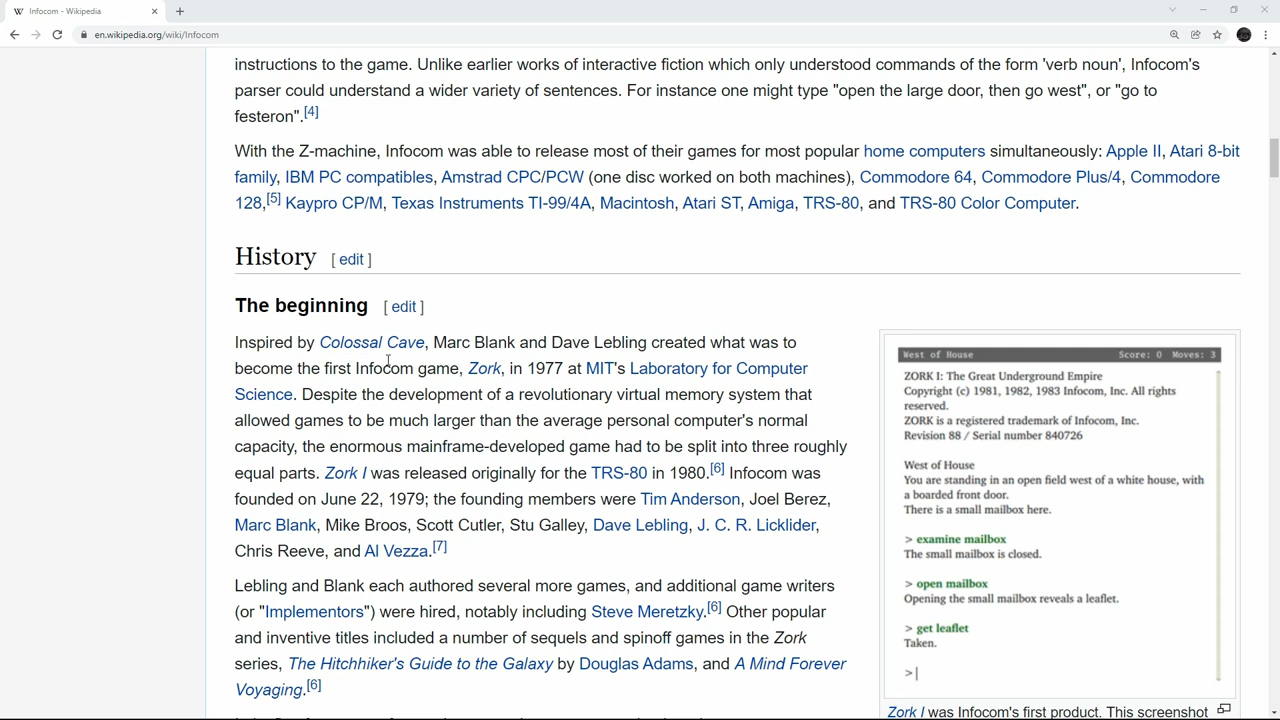 Infocom - Wikipedia
en.wikipedia.org/wiki/Infocom
instructions to the game. Unlike earlier works of interactive fiction which only understood commands of the form 'verb noun', Infocom's
parser could understand a wider variety of sentences. For instance one might type "open the large door, then go west", or "go to
festeron".[4]
With the Z-machine, Infocom was able to release most of their games for most popular home computers simultaneously: Apple II, Atari 8-bit
family, IBM PC compatibles, Amstrad CPC/PCW (one disc worked on both machines), Commodore 64, Commodore Plus/4, Commodore
128,[5] Kaypro CP/M, Texas Instruments TI-99/4A, Macintosh, Atari ST, Amiga, TRS-80, and TRS-80 Color Computer.
History [ edit ]
The beginning [ edit ]
Inspired by Colossal Cave, Marc Blank and Dave Lebling created what was to
become the first Infocom game, Zork, in 1977 at MIT's Laboratory for Computer
Science. Despite the development of a revolutionary virtual memory system that
allowed games to be much larger than the average personal computer's normal
capacity, the enormous mainframe-developed game had to be split into three roughly
equal parts. Zork I was released originally for the TRS-80 in 1980.[6] Infocom was
founded on June 22, 1979; the founding members were Tim Anderson, Joel Berez,
Marc Blank, Mike Broos, Scott Cutler, Stu Galley, Dave Lebling, J. C. R. Licklider,
Chris Reeve, and Al Vezza.[7]
Lebling and Blank each authored several more games, and additional game writers
(or "Implementors") were hired, notably including Steve Meretzky.[6] Other popular
and inventive titles included a number of sequels and spinoff games in the Zork
series, The Hitchhiker's Guide to the Galaxy by Douglas Adams, and A Mind Forever
Voyaging.[6]
West of House Score: 0 Moves: 3
ZORK I: The Great Underground Empire
Copyright (c) 1981, 1982, 1983 Infocom, Inc. All rights
reserved.
ZORK is a registered trademark of Infocom, Inc.
Revision 88 / Serial number 840726
West of House
You are standing in an open field west of a white house, with
a boarded front door.
There is a small mailbox here.
> examine mailbox
The small mailbox is closed.
> open mailbox
Opening the small mailbox reveals a leaflet.
> get leaflet
Taken.
>
Zork I was Infocom's first product. This screenshot